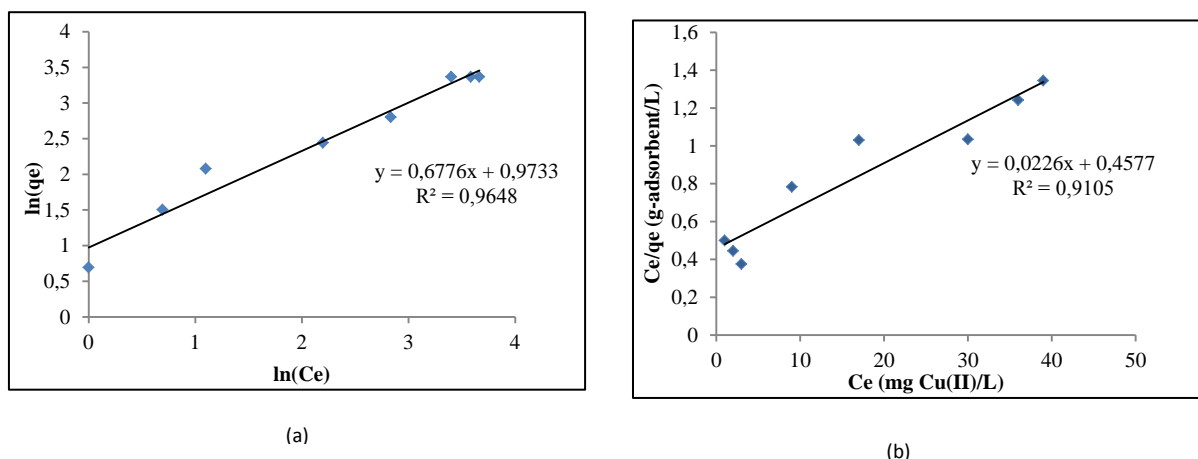 ln(qe)
4
3,5
3
2,5
2
1,5
1
0,5
0
y = 0,6776x + 0,9733
R² = 0,9648
0 1 2 3 4
ln(Ce)
(a)
Ce/qe (g-adsorbent/L)
1,6
1,4
1,2
1
0,8
0,6
0,4
0,2
0
y = 0,0226x + 0,4577
R² = 0,9105
0 10 20 30 40 50
Ce (mg Cu(II)/L)
(b)